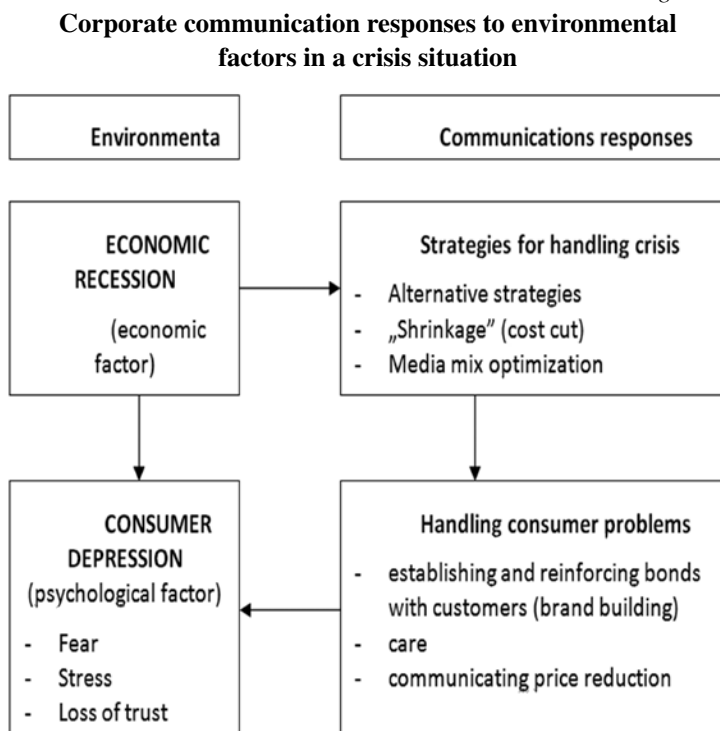 Corporate communication responses to environmental
factors in a crisis situation
Environmenta
Communications responses
ECONOMIC
RECESSION
(economic
factor)
Strategies for handling crisis
- Alternative strategies
- „Shrinkage” (cost cut)
- Media mix optimization
CONSUMER
DEPRESSION
(psychological factor)
- Fear
- Stress
- Loss of trust
Handling consumer problems
- establishing and reinforcing bonds
with customers (brand building)
- care
- communicating price reduction